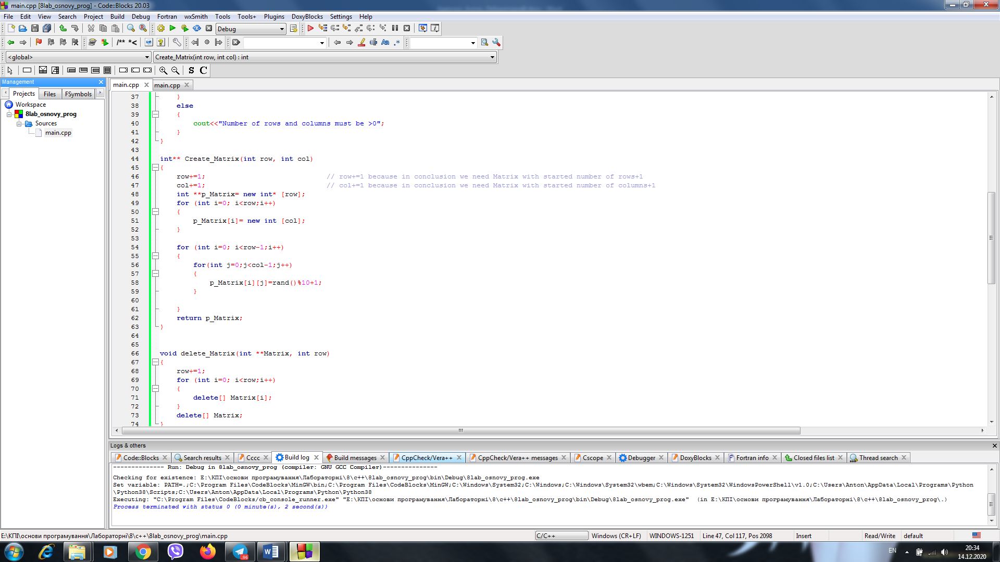 main.cpp [8lab_osnovy_prog] - Code::Blocks 20.03
File Edit View Search Project Build Debug Fortran wxSmith Tools Tools+ Plugins DoxyBlocks Settings Help
Debug
/** *<
Aa .*
<global> Create_Matrix(int row, int col) : int
S C
Management
Projects Files FSymbols
Workspace
8lab_osnovy_prog
Sources
main.cpp
main.cpp main.cpp
37 }
38 else
39 {
40 cout<<"Number of rows and columns must be >0";
41 }
42 }
43
44 int** Create_Matrix(int row, int col)
45 {
46 row+=1; // row+=1 because in conclusion we need Matrix with started number of rows+1
47 col+=1; // col+=1 because in conclusion we need Matrix with started number of columns+1
48 int **p_Matrix= new int* [row];
49 for (int i=0; i<row;i++)
50 {
51 p_Matrix[i]= new int [col];
52 }
53
54 for (int i=0; i<row-1;i++)
55 {
56 for(int j=0;j<col-1;j++)
57 {
58 p_Matrix[i][j]=rand()%10+1;
59 }
60
61 }
62 return p_Matrix;
63 }
64
65
66 void delete_Matrix(int **Matrix, int row)
67 {
68 row+=1;
69 for (int i=0; i<row;i++)
70 {
71 delete[] Matrix[i];
72 }
73 delete[] Matrix;
74 }
Logs & others
Code::Blocks Search results Cccc Build log Build messages CppCheck/Vera++ CppCheck/Vera++ messages Cscope Debugger DoxyBlocks Fortran info Closed files list Thread search
-------------- Run: Debug in 8lab_osnovy_prog (compiler: GNU GCC Compiler)---------------
Checking for existence: E:\КПІ\основи програмування\Лабораторні\8\c++\8lab_osnovy_prog\bin\Debug\8lab_osnovy_prog.exe
Set variable: PATH=.;C:\Program Files\CodeBlocks\MinGW\bin;C:\Program Files\CodeBlocks\MinGW;C:\Windows\System32;C:\Windows;C:\Windows\System32\wbem;C:\Windows\System32\WindowsPowerShell\v1.0;C:\Users\Anton\AppData\Local\Programs\Python
\Python38\Scripts;C:\Users\Anton\AppData\Local\Programs\Python\Python38
Executing: "C:\Program Files\CodeBlocks/cb_console_runner.exe" "E:\КПІ\основи програмування\Лабораторні\8\c++\8lab_osnovy_prog\bin\Debug\8lab_osnovy_prog.exe" (in E:\КПІ\основи програмування\Лабораторні\8\c++\8lab_osnovy_prog\.)
Process terminated with status 0 (0 minute(s), 2 second(s))
E:\КПІ\основи програмування\Лабораторні\8\c++\8lab_osnovy_prog\main.cpp C/C++ Windows (CR+LF) WINDOWS-1251 Line 47, Col 117, Pos 2098 Insert Read/Write default
96
EN
20:34
14.12.2020